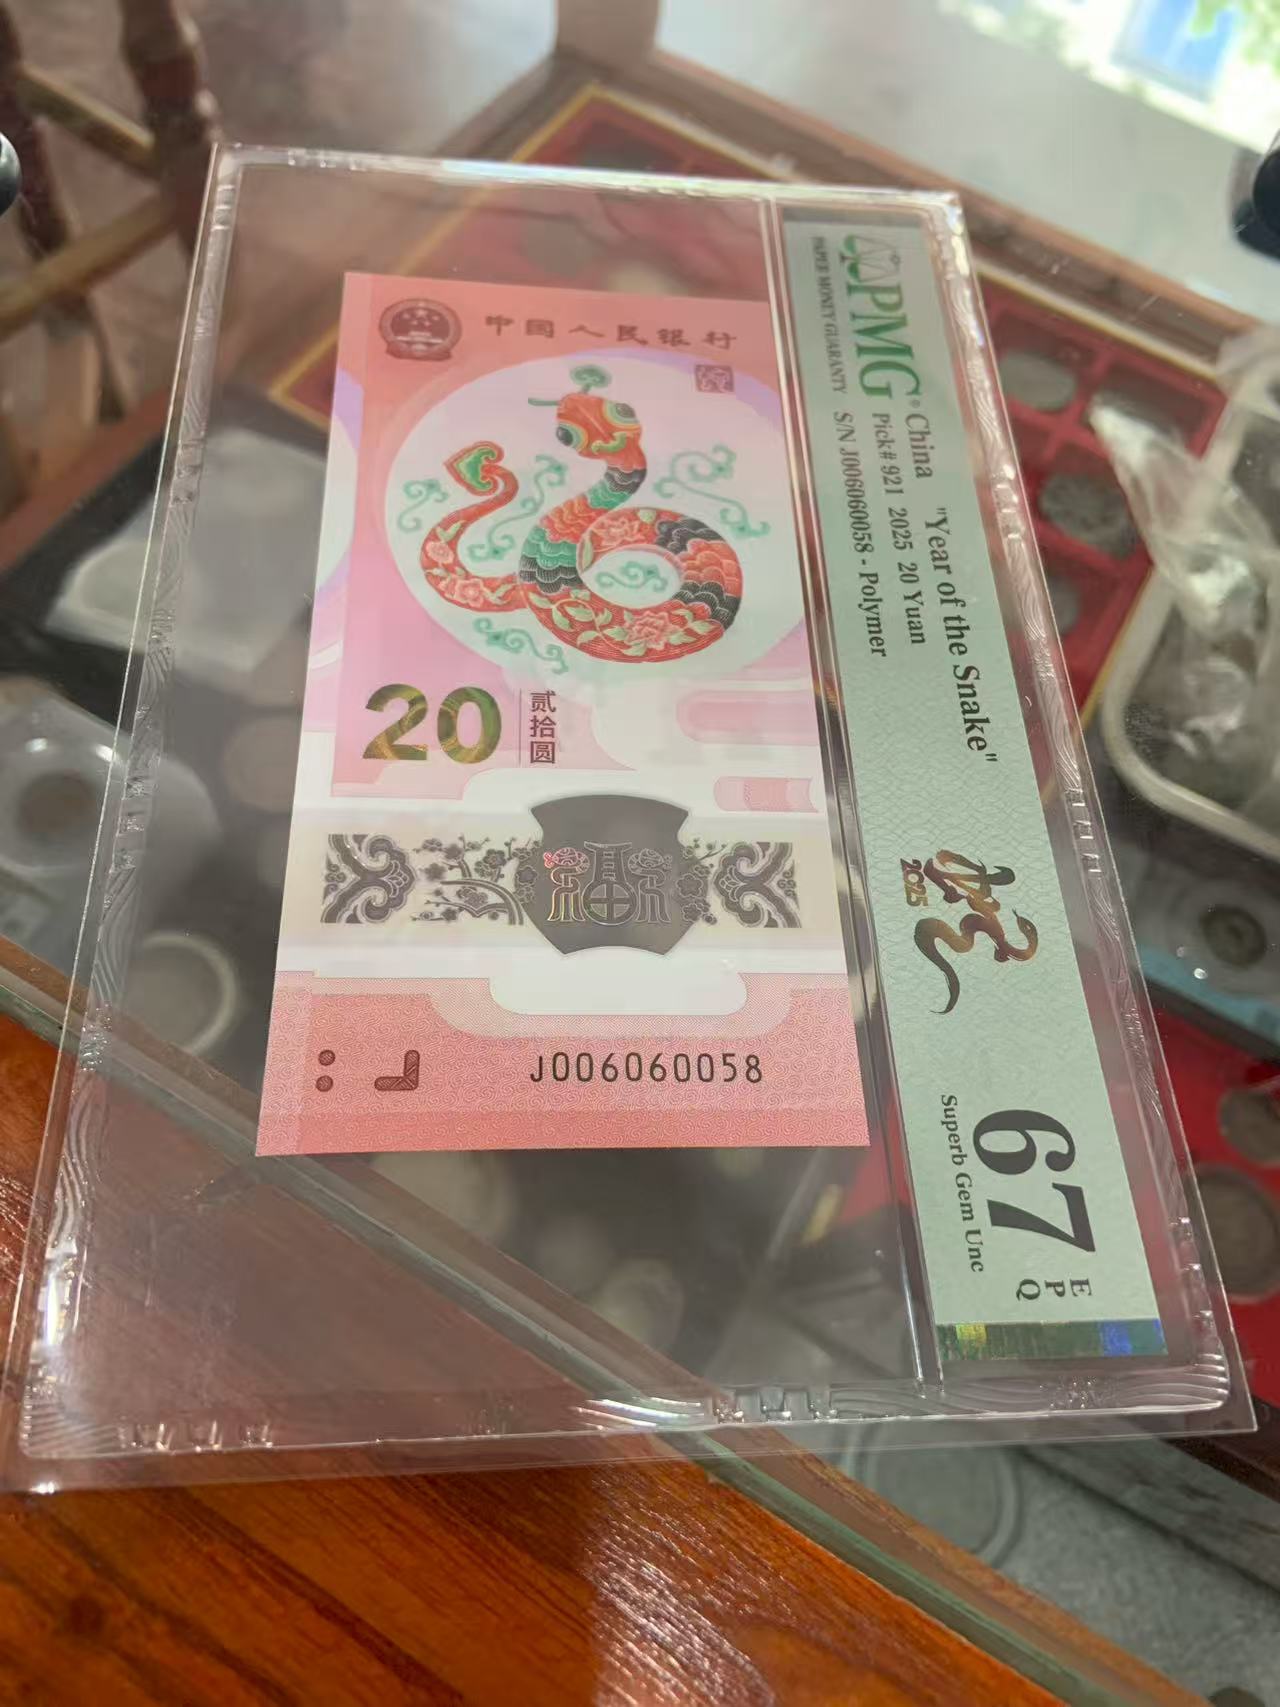 中国人民银行
20
贰拾圆
福
J006060058
PMG
PAPER MONEY GUARANTY
China "Year of the Snake"
Pick# 921 2025 20 Yuan
S/N J006060058 - Polymer
2025
67
EPQ
Superb Gem Unc